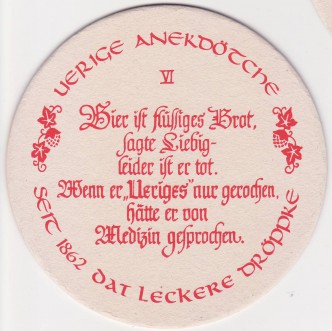 UERIGE ANEKDÖTCHE
VI
Bier ist flüßiges Brot,
sagte Liebig-
leider ist er tot.
Wenn er „Ueriges" nur gerochen,
hätte er von
Medizin gesprochen.
SEIT 1862 DAT LECKERE DRÖPPKE